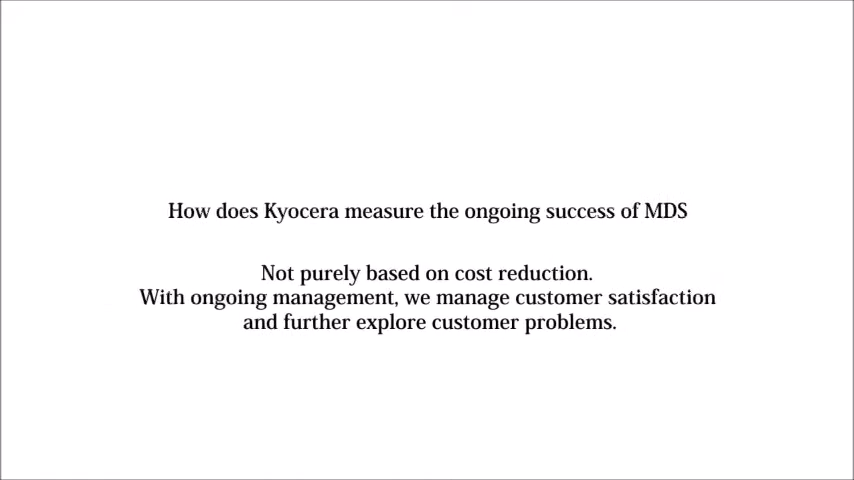 How does Kyocera measure the ongoing success of MDS
Not purely based on cost reduction.
With ongoing management, we manage customer satisfaction
and further explore customer problems.